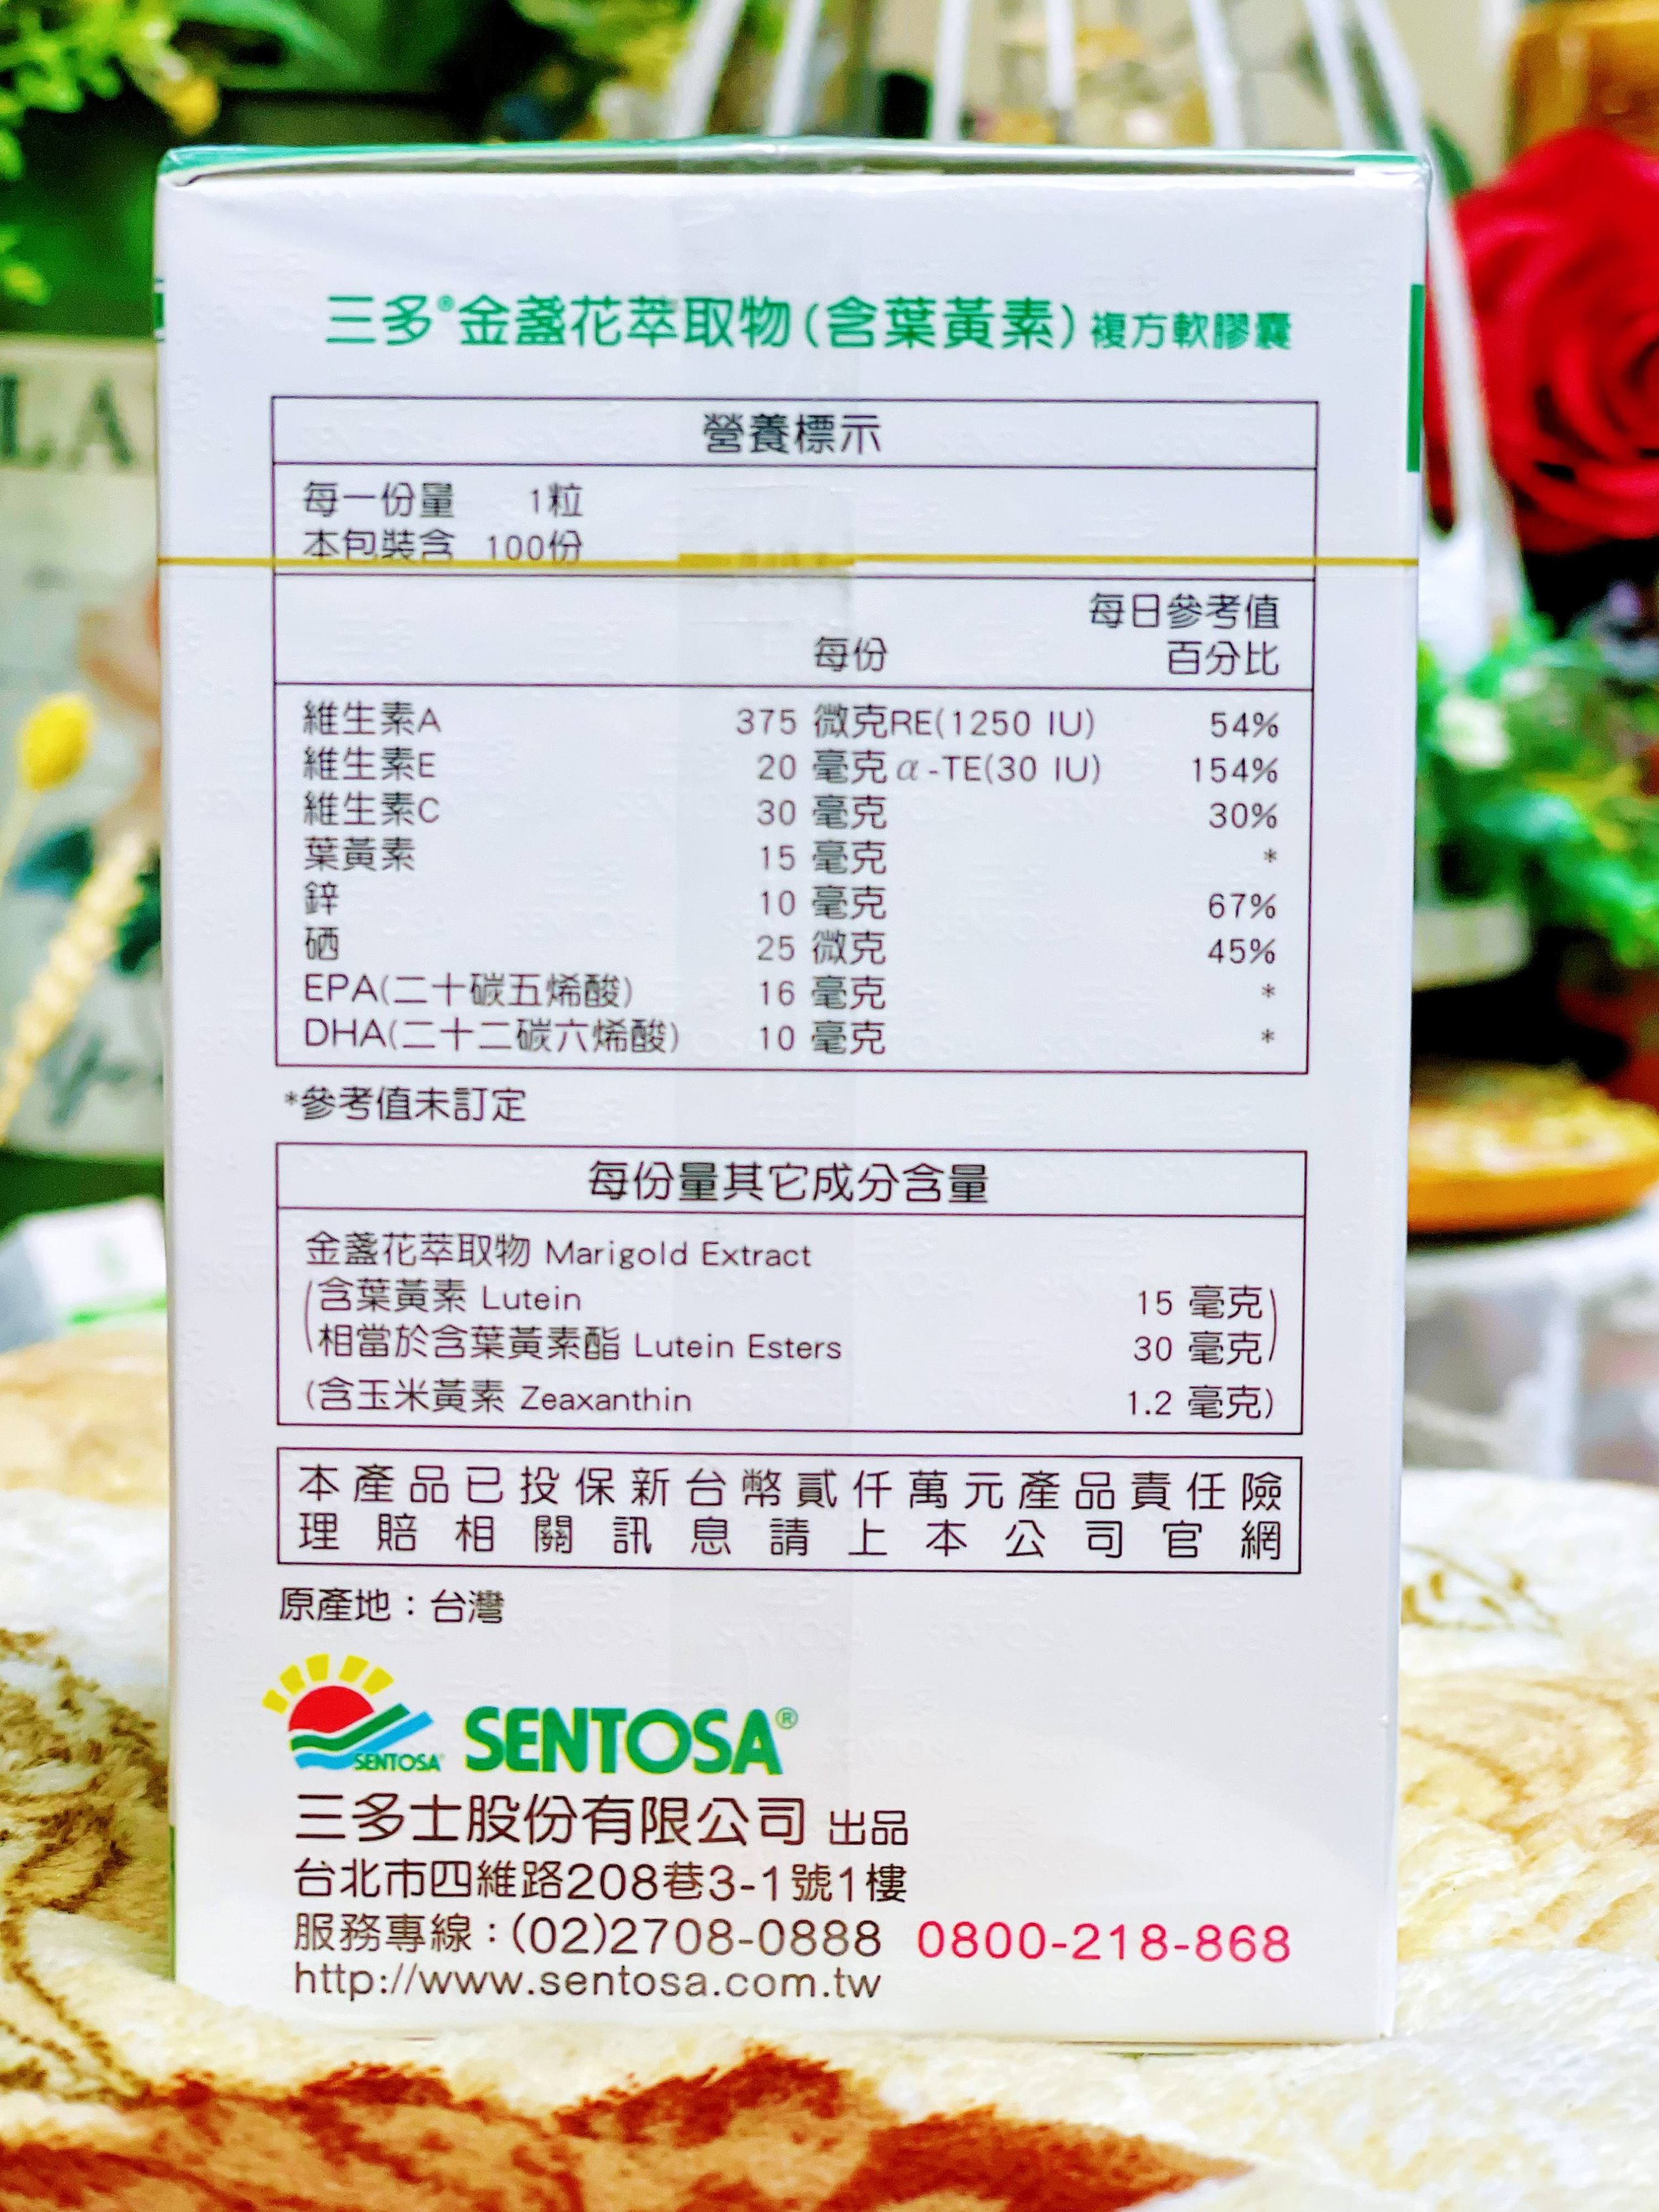 三多®金盞花萃取物(含葉黃素)複方軟膠囊
營養標示
每一份量 1粒
本包裝含 100份
每份 每日參考值百分比
維生素A 375 微克RE(1250 IU) 54%
維生素E 20 毫克α-TE(30 IU) 154%
維生素C 30 毫克 30%
葉黃素 15 毫克 *
鋅 10 毫克 67%
硒 25 微克 45%
EPA(二十碳五烯酸) 16 毫克 *
DHA(二十二碳六烯酸) 10 毫克 *
*參考值未訂定
每份量其它成分含量
金盞花萃取物 Marigold Extract
(含葉黃素 Lutein 15 毫克)
(相當於含葉黃素酯 Lutein Esters 30 毫克)
(含玉米黃素 Zeaxanthin 1.2 毫克)
本產品已投保新台幣貳仟萬元產品責任險
理賠相關訊息請上本公司官網
原產地：台灣
SENTOSA SENTOSA®
三多士股份有限公司 出品
台北市四維路208巷3-1號1樓
服務專線：(02)2708-0888 0800-218-868
http://www.sentosa.com.tw
LA